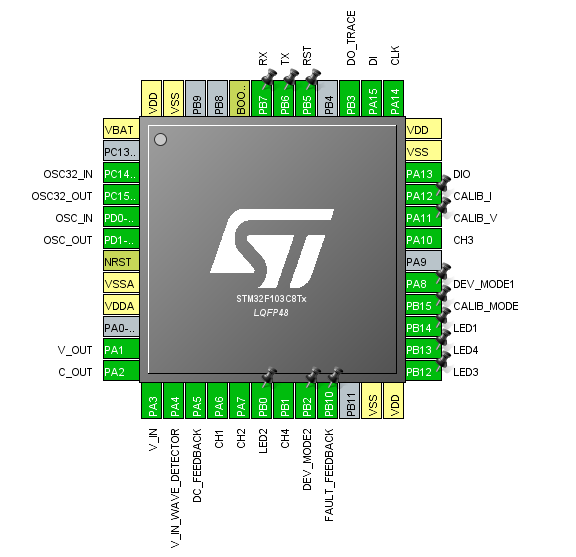 RX
TX
RST
DO_TRACE
DI
CLK
VDD
VSS
PB9
PB8
BOO..
PB7
PB6
PB5
PB4
PB3
PA15
PA14
VBAT
PC13..
OSC32_IN PC14..
OSC32_OUT PC15..
OSC_IN PD0-..
OSC_OUT PD1-..
NRST
VSSA
VDDA
PA0-..
V_OUT PA1
C_OUT PA2
STM32F103C8Tx
LQFP48
VDD
VSS
PA13 DIO
PA12 CALIB_I
PA11 CALIB_V
PA10 CH3
PA9
PA8 DEV_MODE1
PB15 CALIB_MODE
PB14 LED1
PB13 LED4
PB12 LED3
PA3
PA4
PA5
PA6
PA7
PB0
PB1
PB2
PB10
PB11
VSS
VDD
V_IN
V_IN_WAVE_DETECTOR
DC_FEEDBACK
CH1
CH2
LED2
CH4
DEV_MODE2
FAULT_FEEDBACK